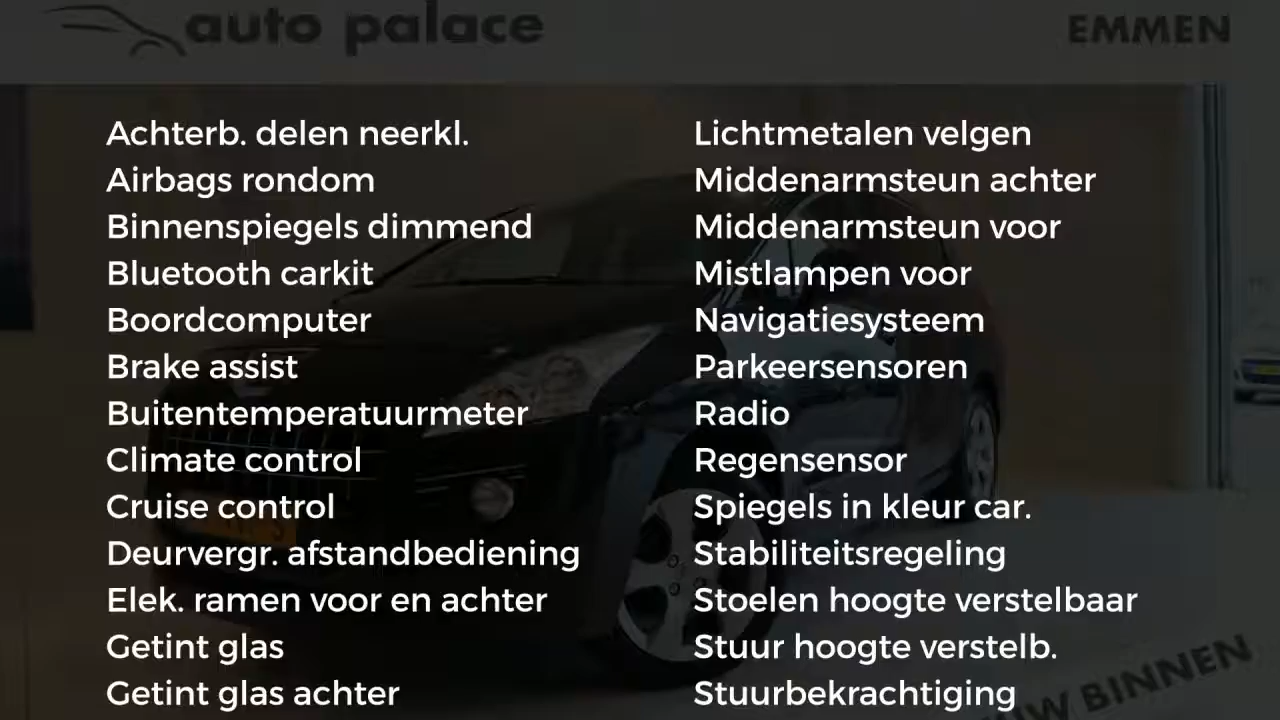 auto palace
EMMEN
Achterb. delen neerkl.
Airbags rondom
Binnenspiegels dimmend
Bluetooth carkit
Boordcomputer
Brake assist
Buitentemperatuurmeter
Climate control
Cruise control
Deurvergr. afstandbediening
Elek. ramen voor en achter
Getint glas
Getint glas achter
Lichtmetalen velgen
Middenarmsteun achter
Middenarmsteun voor
Mistlampen voor
Navigatiesysteem
Parkeersensoren
Radio
Regensensor
Spiegels in kleur car.
Stabiliteitsregeling
Stoelen hoogte verstelbaar
Stuur hoogte verstelb.
Stuurbekrachtiging
BINNEN